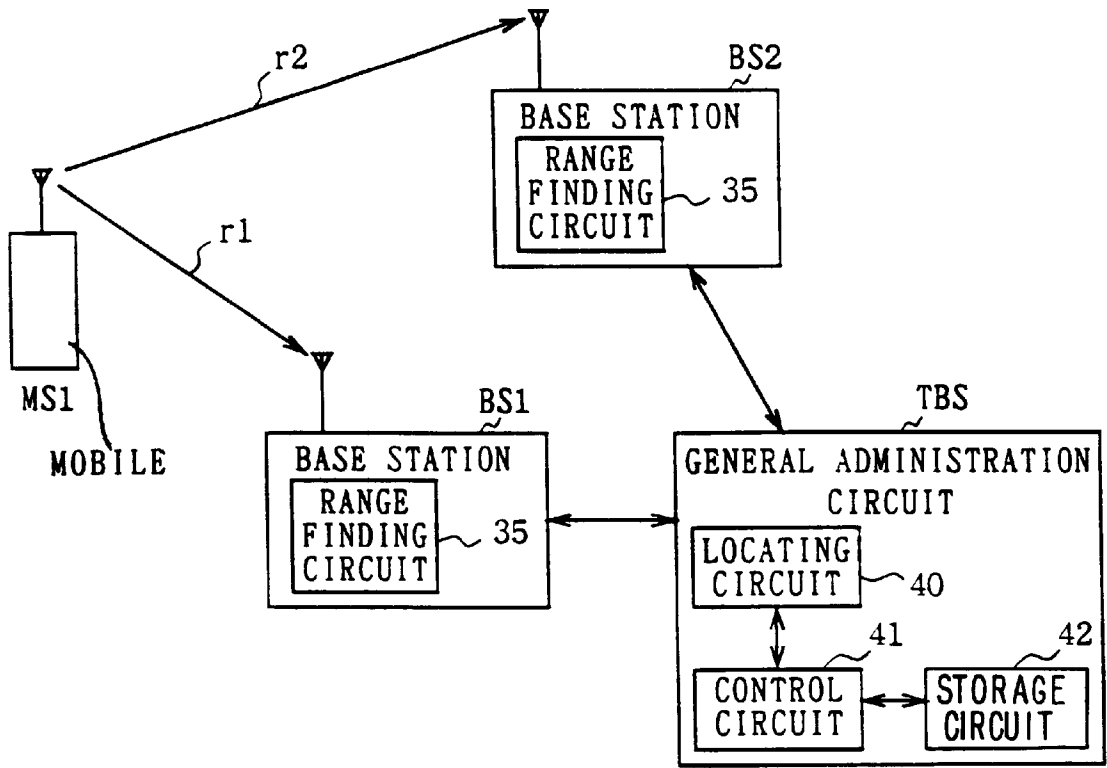 r2
BS2
BASE STATION
RANGE
FINDING
CIRCUIT
35
r1
MS1
MOBILE
BS1
BASE STATION
RANGE
FINDING
CIRCUIT
35
TBS
GENERAL ADMINISTRATION
CIRCUIT
LOCATING
CIRCUIT
40
41
CONTROL
CIRCUIT
42
STORAGE
CIRCUIT